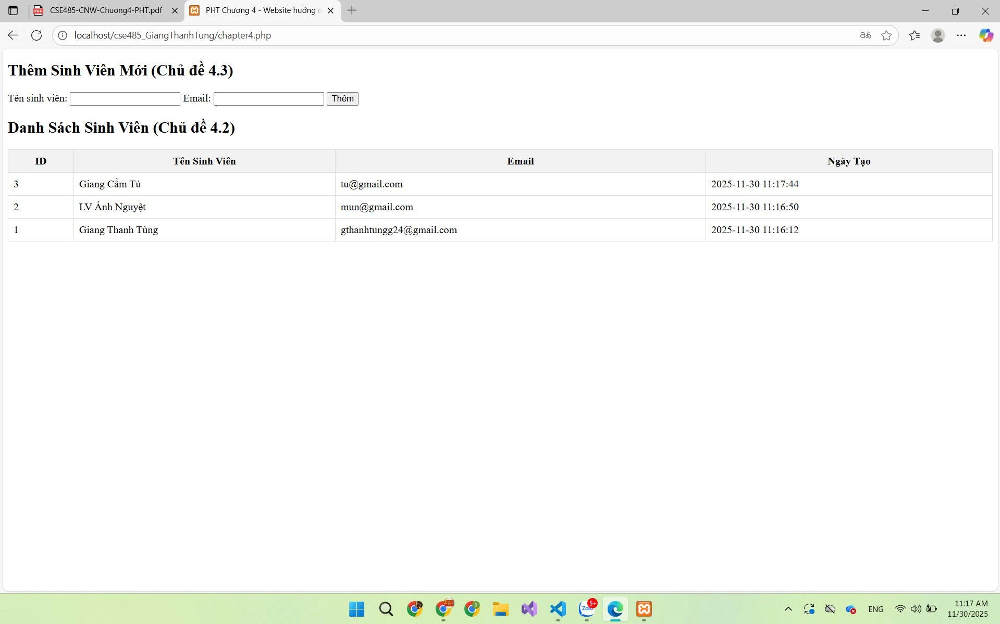 CSE485-CNW-Chuong4-PHT.pdf
PHT Chương 4 - Website hướng d
localhost/cse485_GiangThanhTung/chapter4.php
Thêm Sinh Viên Mới (Chủ đề 4.3)
Tên sinh viên: Email: Thêm
Danh Sách Sinh Viên (Chủ đề 4.2)
ID Tên Sinh Viên Email Ngày Tạo
3 Giang Cẩm Tú tu@gmail.com 2025-11-30 11:17:44
2 LV Ánh Nguyệt mun@gmail.com 2025-11-30 11:16:50
1 Giang Thanh Tùng gthanhtungg24@gmail.com 2025-11-30 11:16:12
Zalo 5+
ENG
11:17 AM
11/30/2025